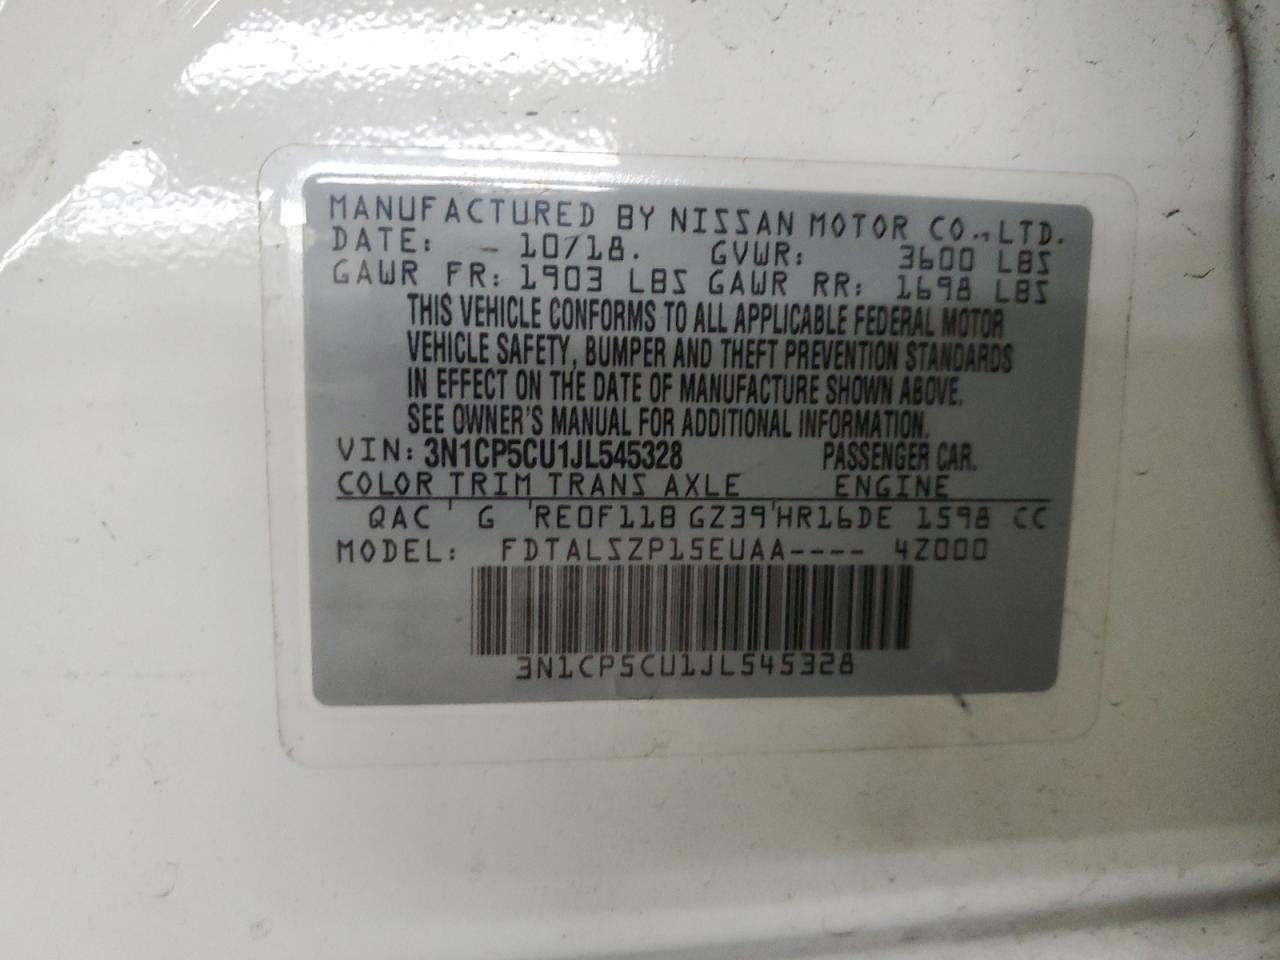 MANUFACTURED BY NISSAN MOTOR CO., LTD.
DATE: - 10/18. GVWR: 3600 LBS
GAWR FR: 1903 LBS GAWR RR: 1698 LBS
THIS VEHICLE CONFORMS TO ALL APPLICABLE FEDERAL MOTOR
VEHICLE SAFETY, BUMPER AND THEFT PREVENTION STANDARDS
IN EFFECT ON THE DATE OF MANUFACTURE SHOWN ABOVE.
SEE OWNER'S MANUAL FOR ADDITIONAL INFORMATION.
VIN: 3N1CP5CU1JL545328 PASSENGER CAR.
COLOR TRIM TRANS AXLE ENGINE
QAC ' G ' RE0F11B GZ39 ' HR16DE 1598 CC
MODEL: FDTALSZP15EUAA---- 4Z000
3N1CP5CU1JL545328